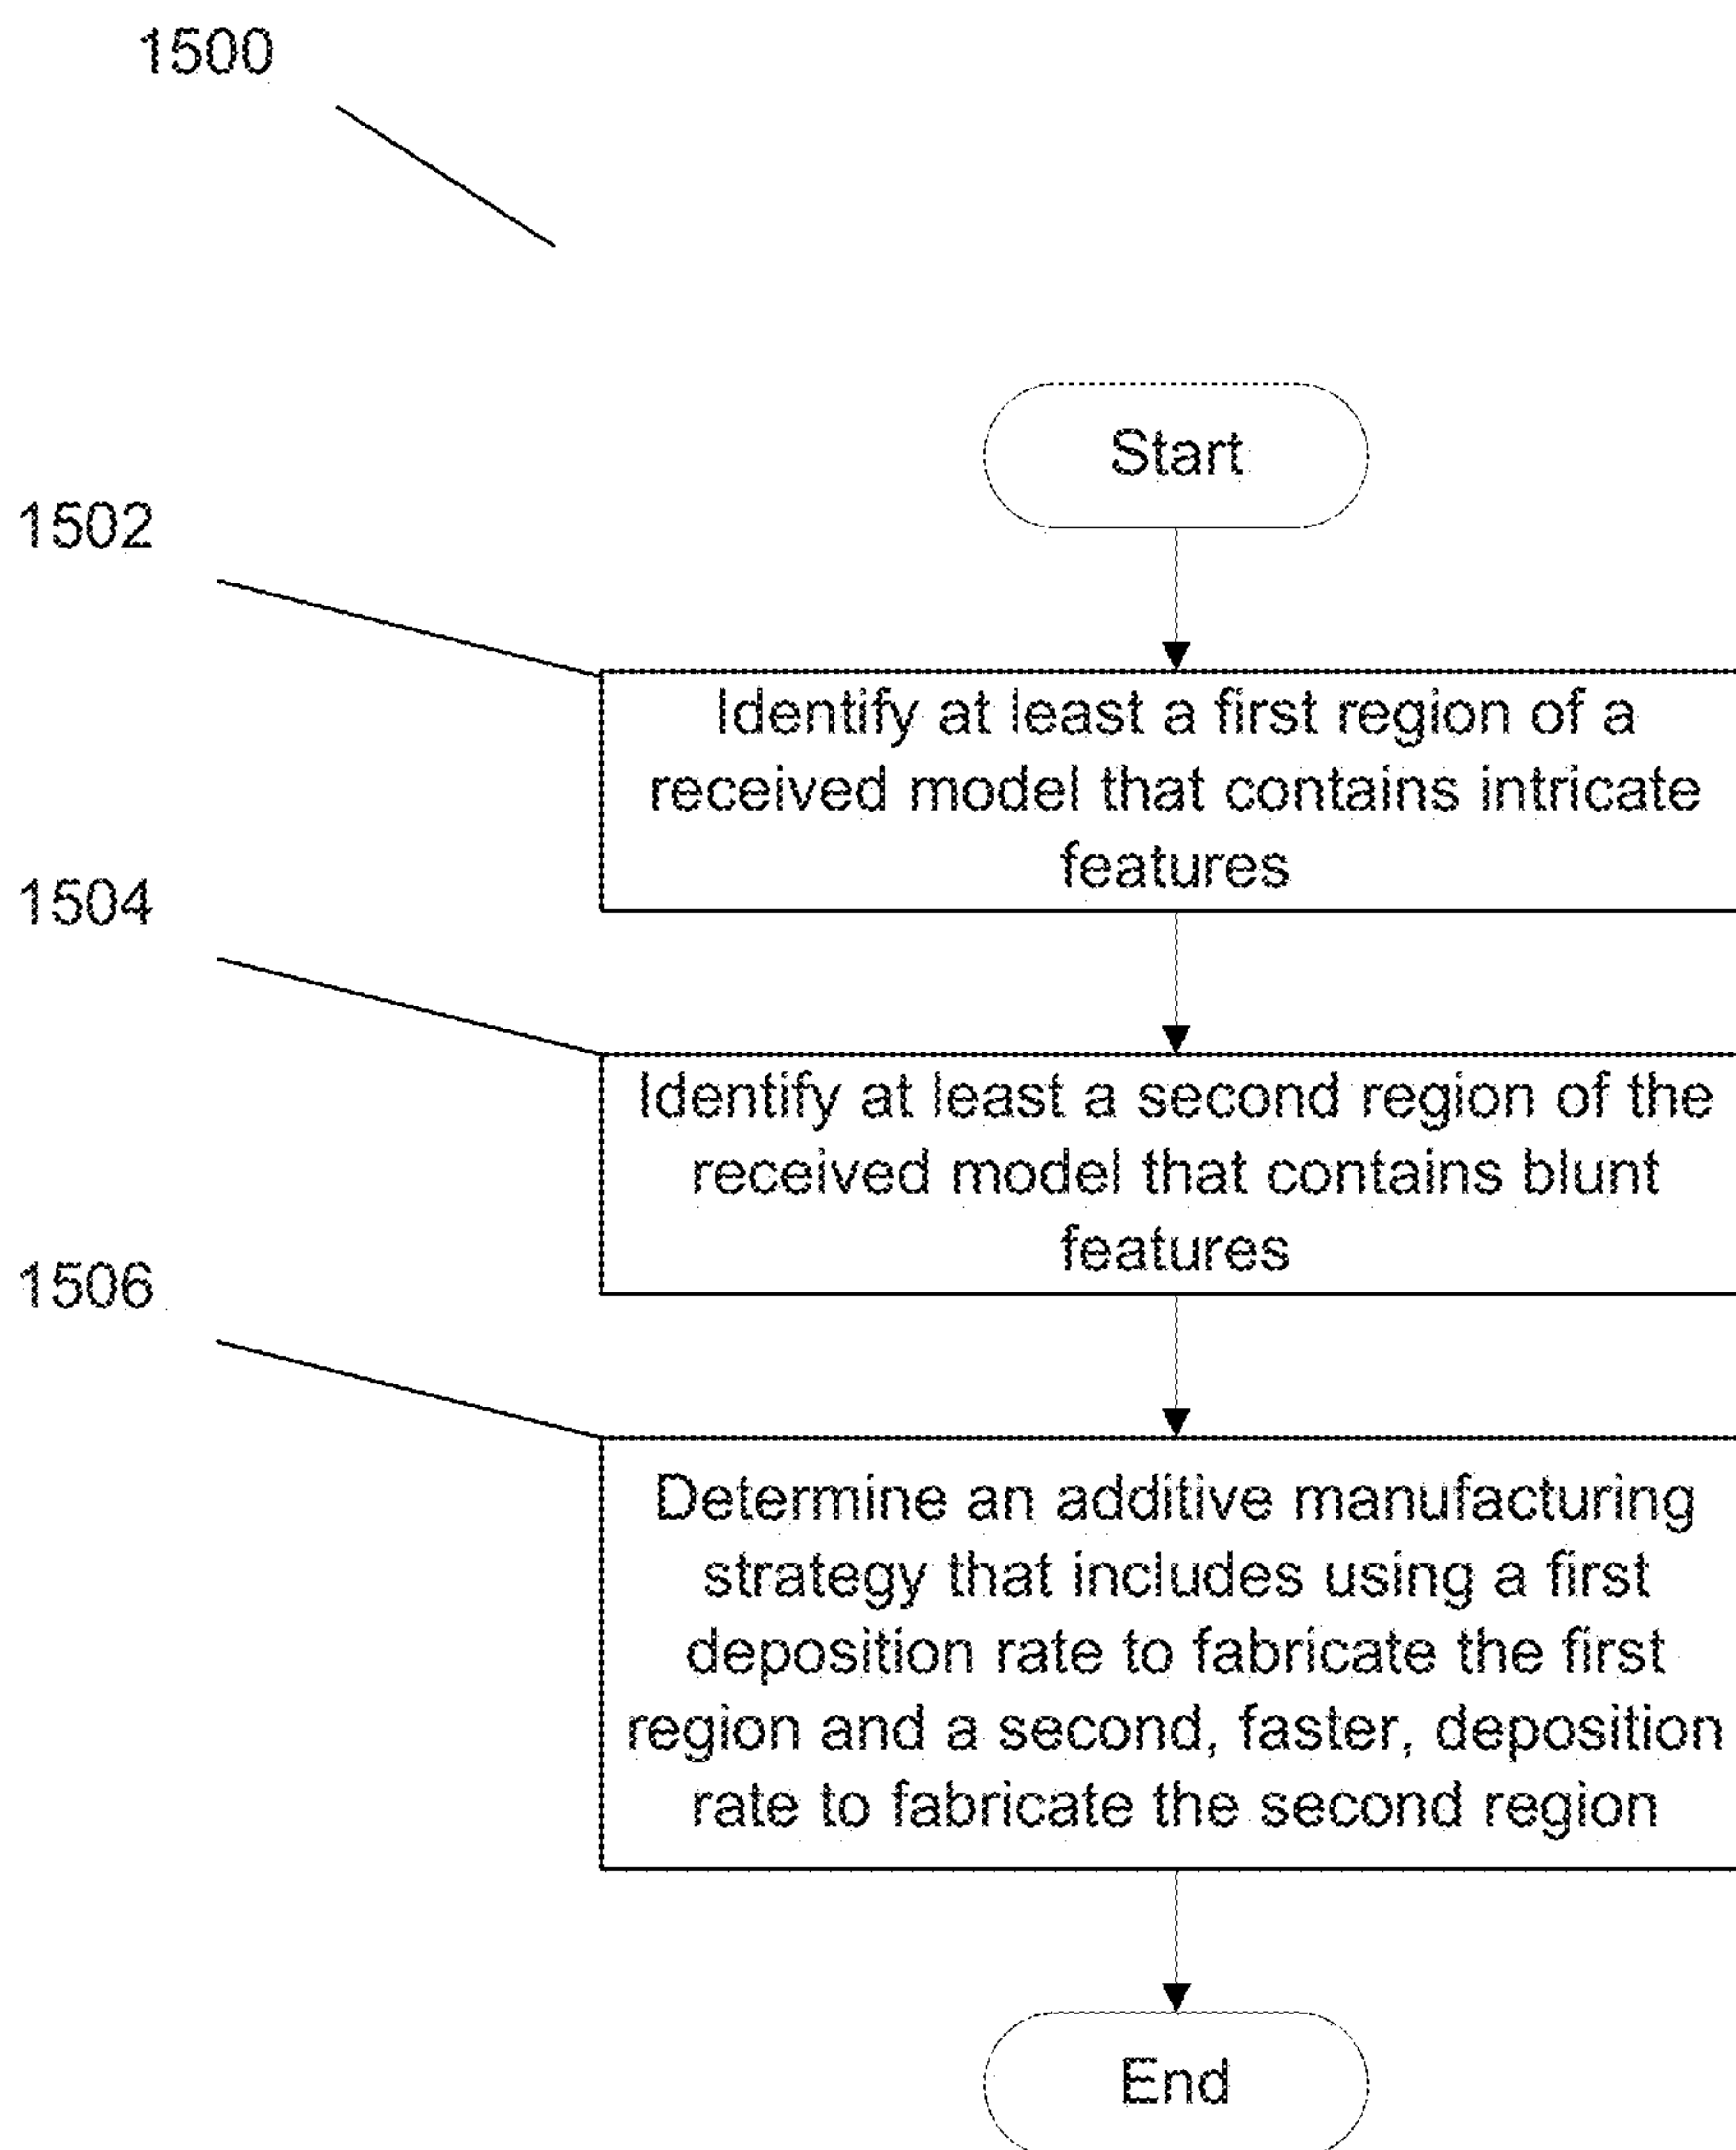 1500
Start
1502
Identify at least a first region of a
received model that contains intricate
features
1504
Identify at least a second region of the
received model that contains blunt
features
1506
Determine an additive manufacturing
strategy that includes using a first
deposition rate to fabricate the first
region and a second, faster, deposition
rate to fabricate the second region
End